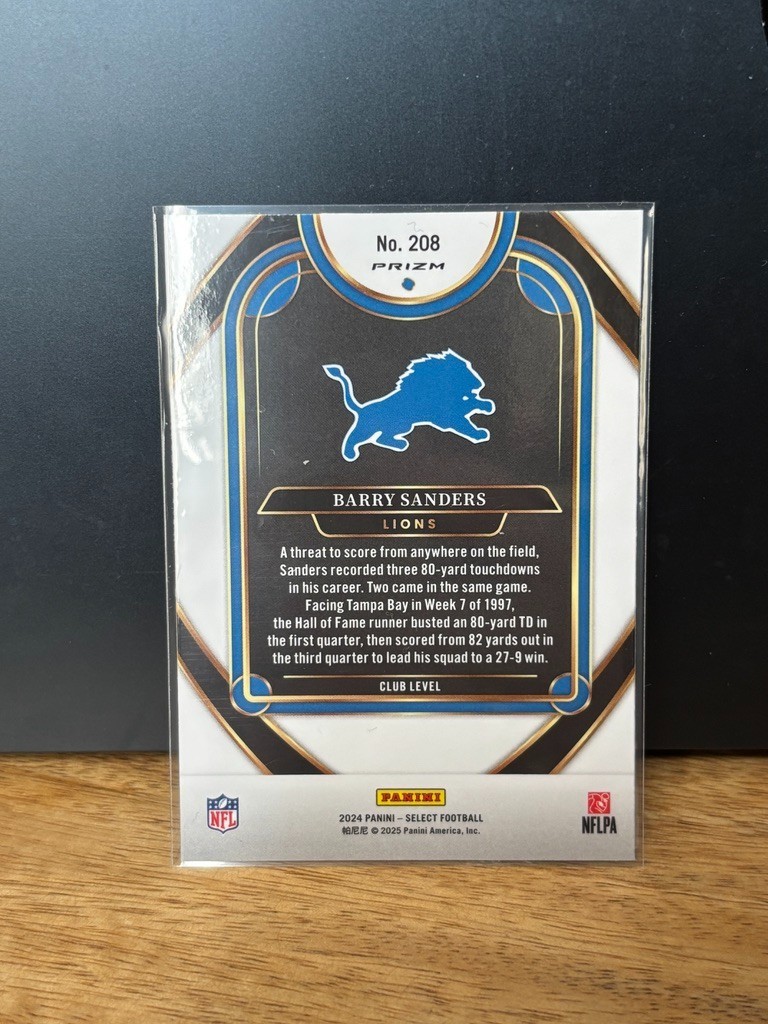 No. 208
PRIZM
BARRY SANDERS
LIONS
A threat to score from anywhere on the field,
Sanders recorded three 80-yard touchdowns
in his career. Two came in the same game.
Facing Tampa Bay in Week 7 of 1997,
the Hall of Fame runner busted an 80-yard TD in
the first quarter, then scored from 82 yards out in
the third quarter to lead his squad to a 27-9 win.
CLUB LEVEL
NFL
PANINI
2024 PANINI – SELECT FOOTBALL
帕尼尼 © 2025 Panini America, Inc.
NFLPA